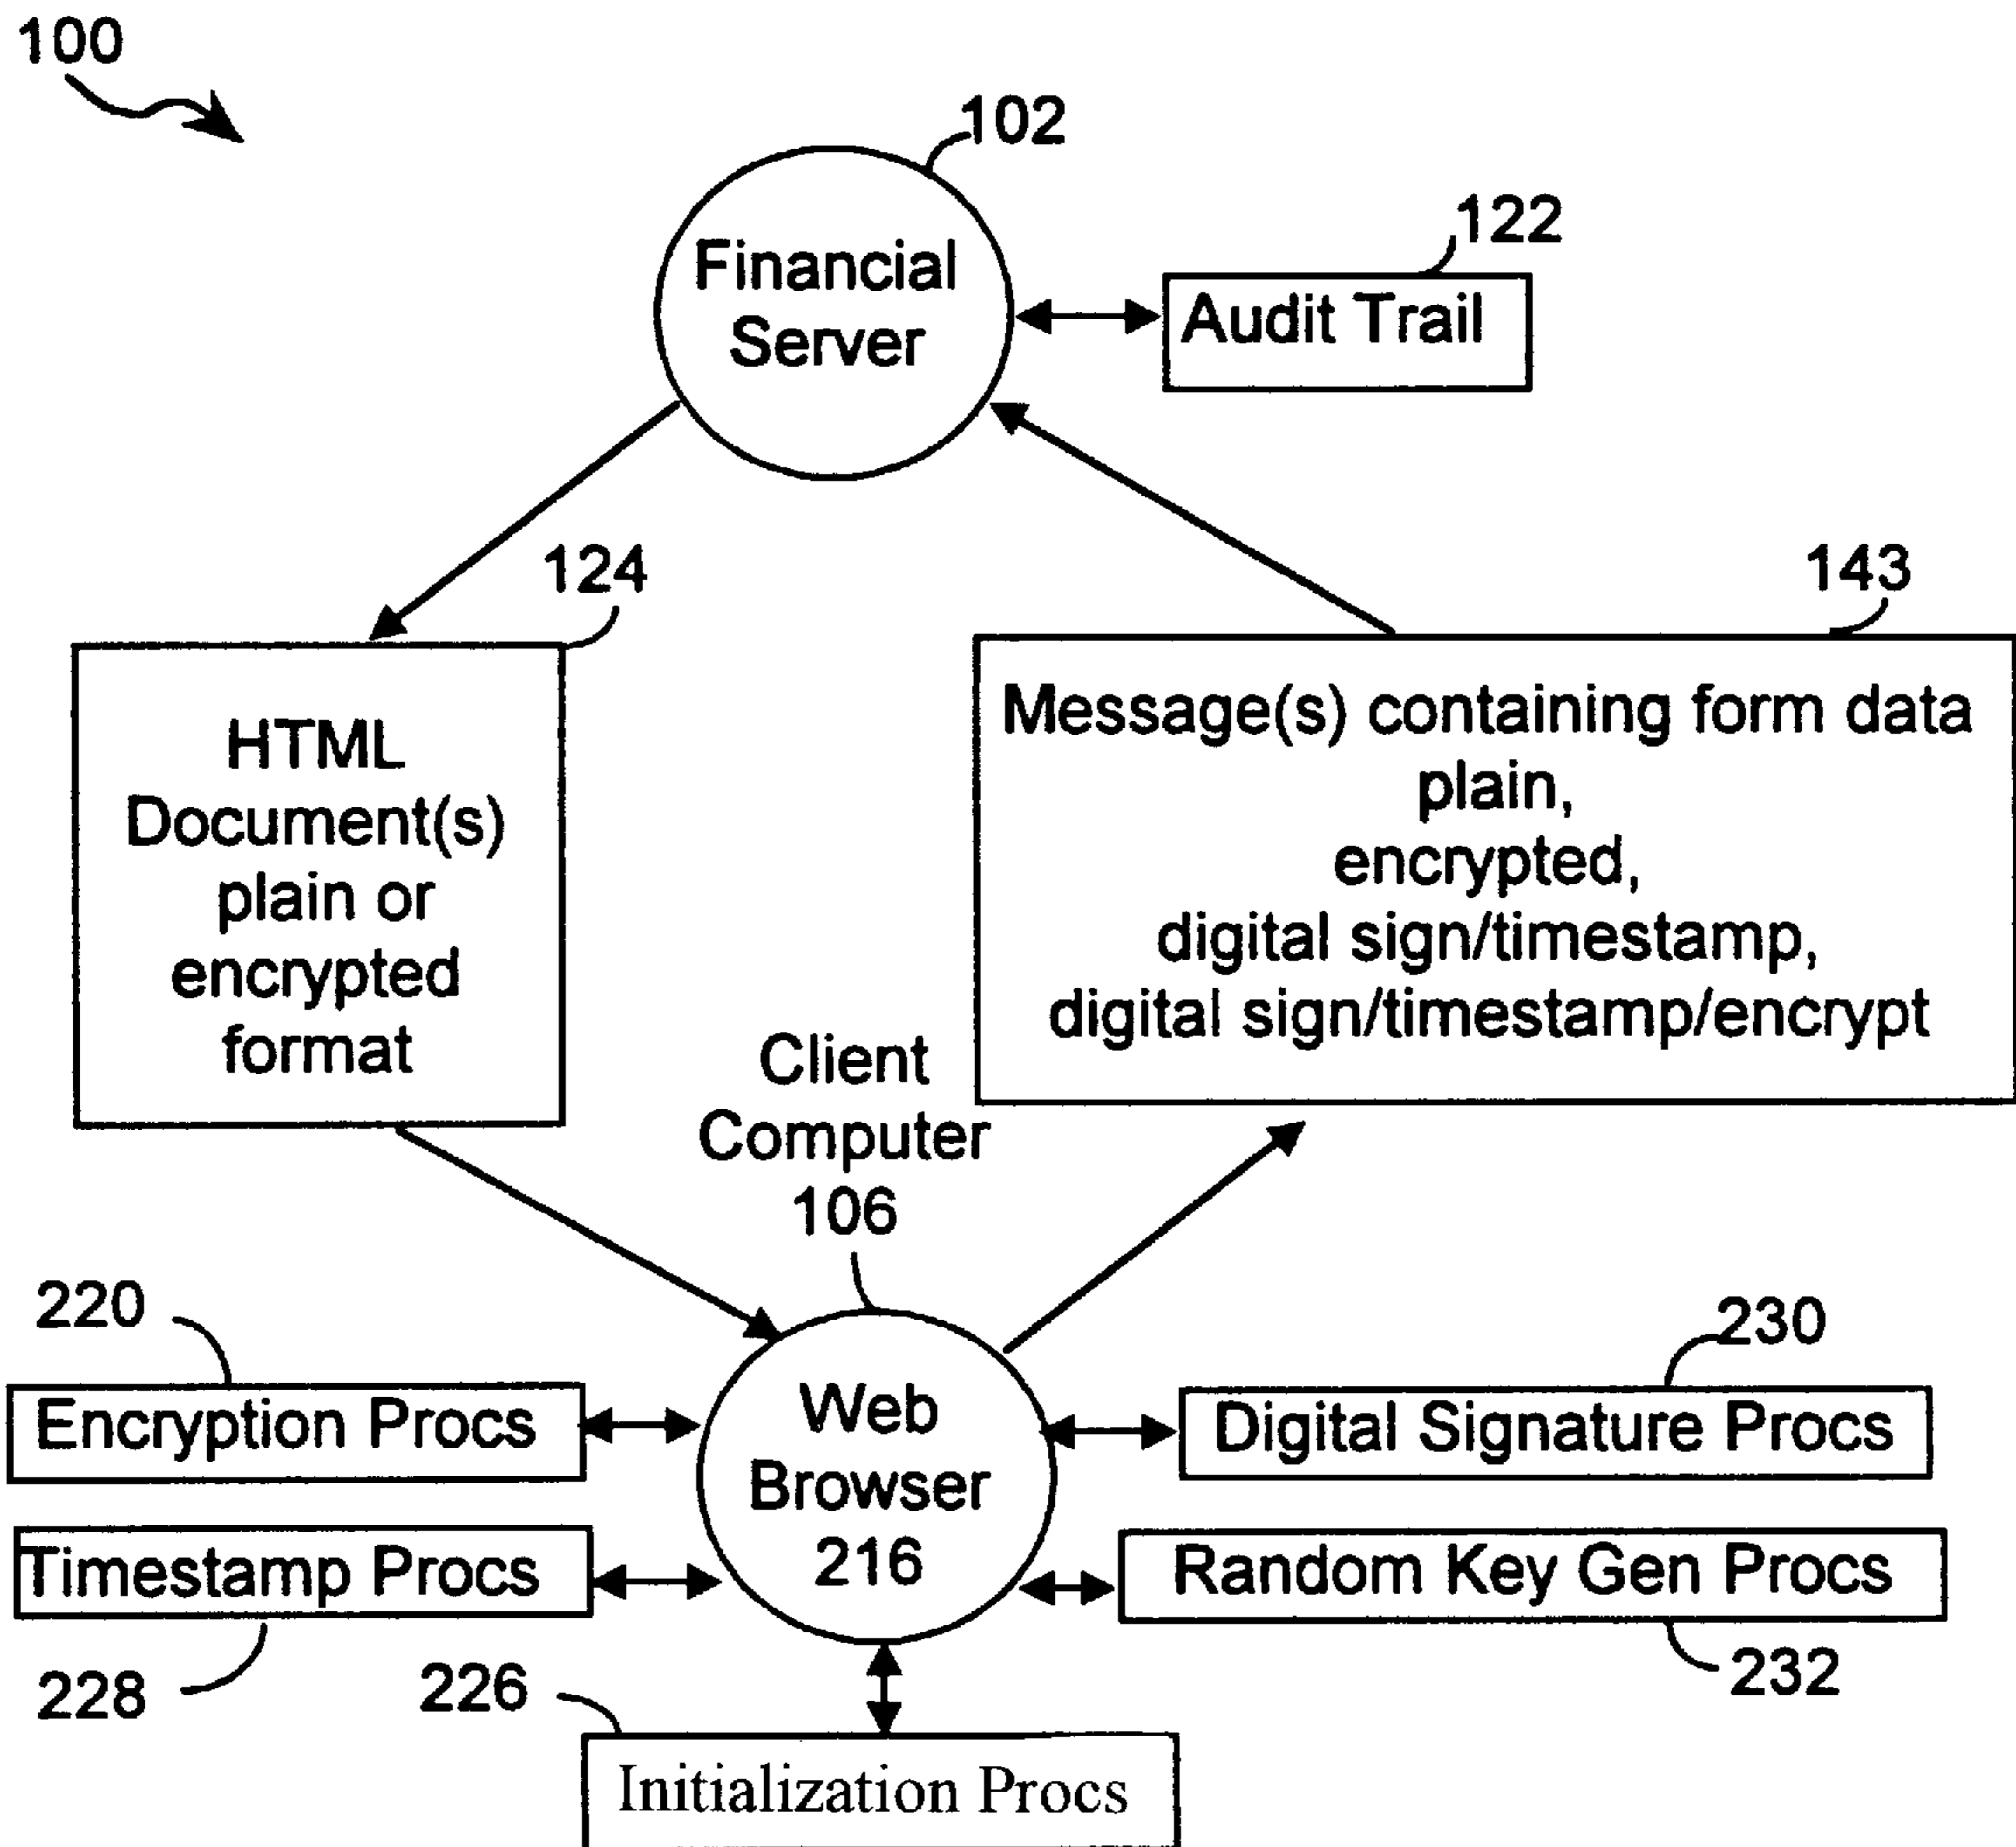 100
102
122
Financial
Server
Audit Trail
124
143
HTML
Document(s)
plain or
encrypted
format
Message(s) containing form data
plain,
encrypted,
digital sign/timestamp,
digital sign/timestamp/encrypt
Client
Computer
106
220
230
Encryption Procs
Web
Browser
216
Digital Signature Procs
Timestamp Procs
Random Key Gen Procs
228
226
232
Initialization Procs